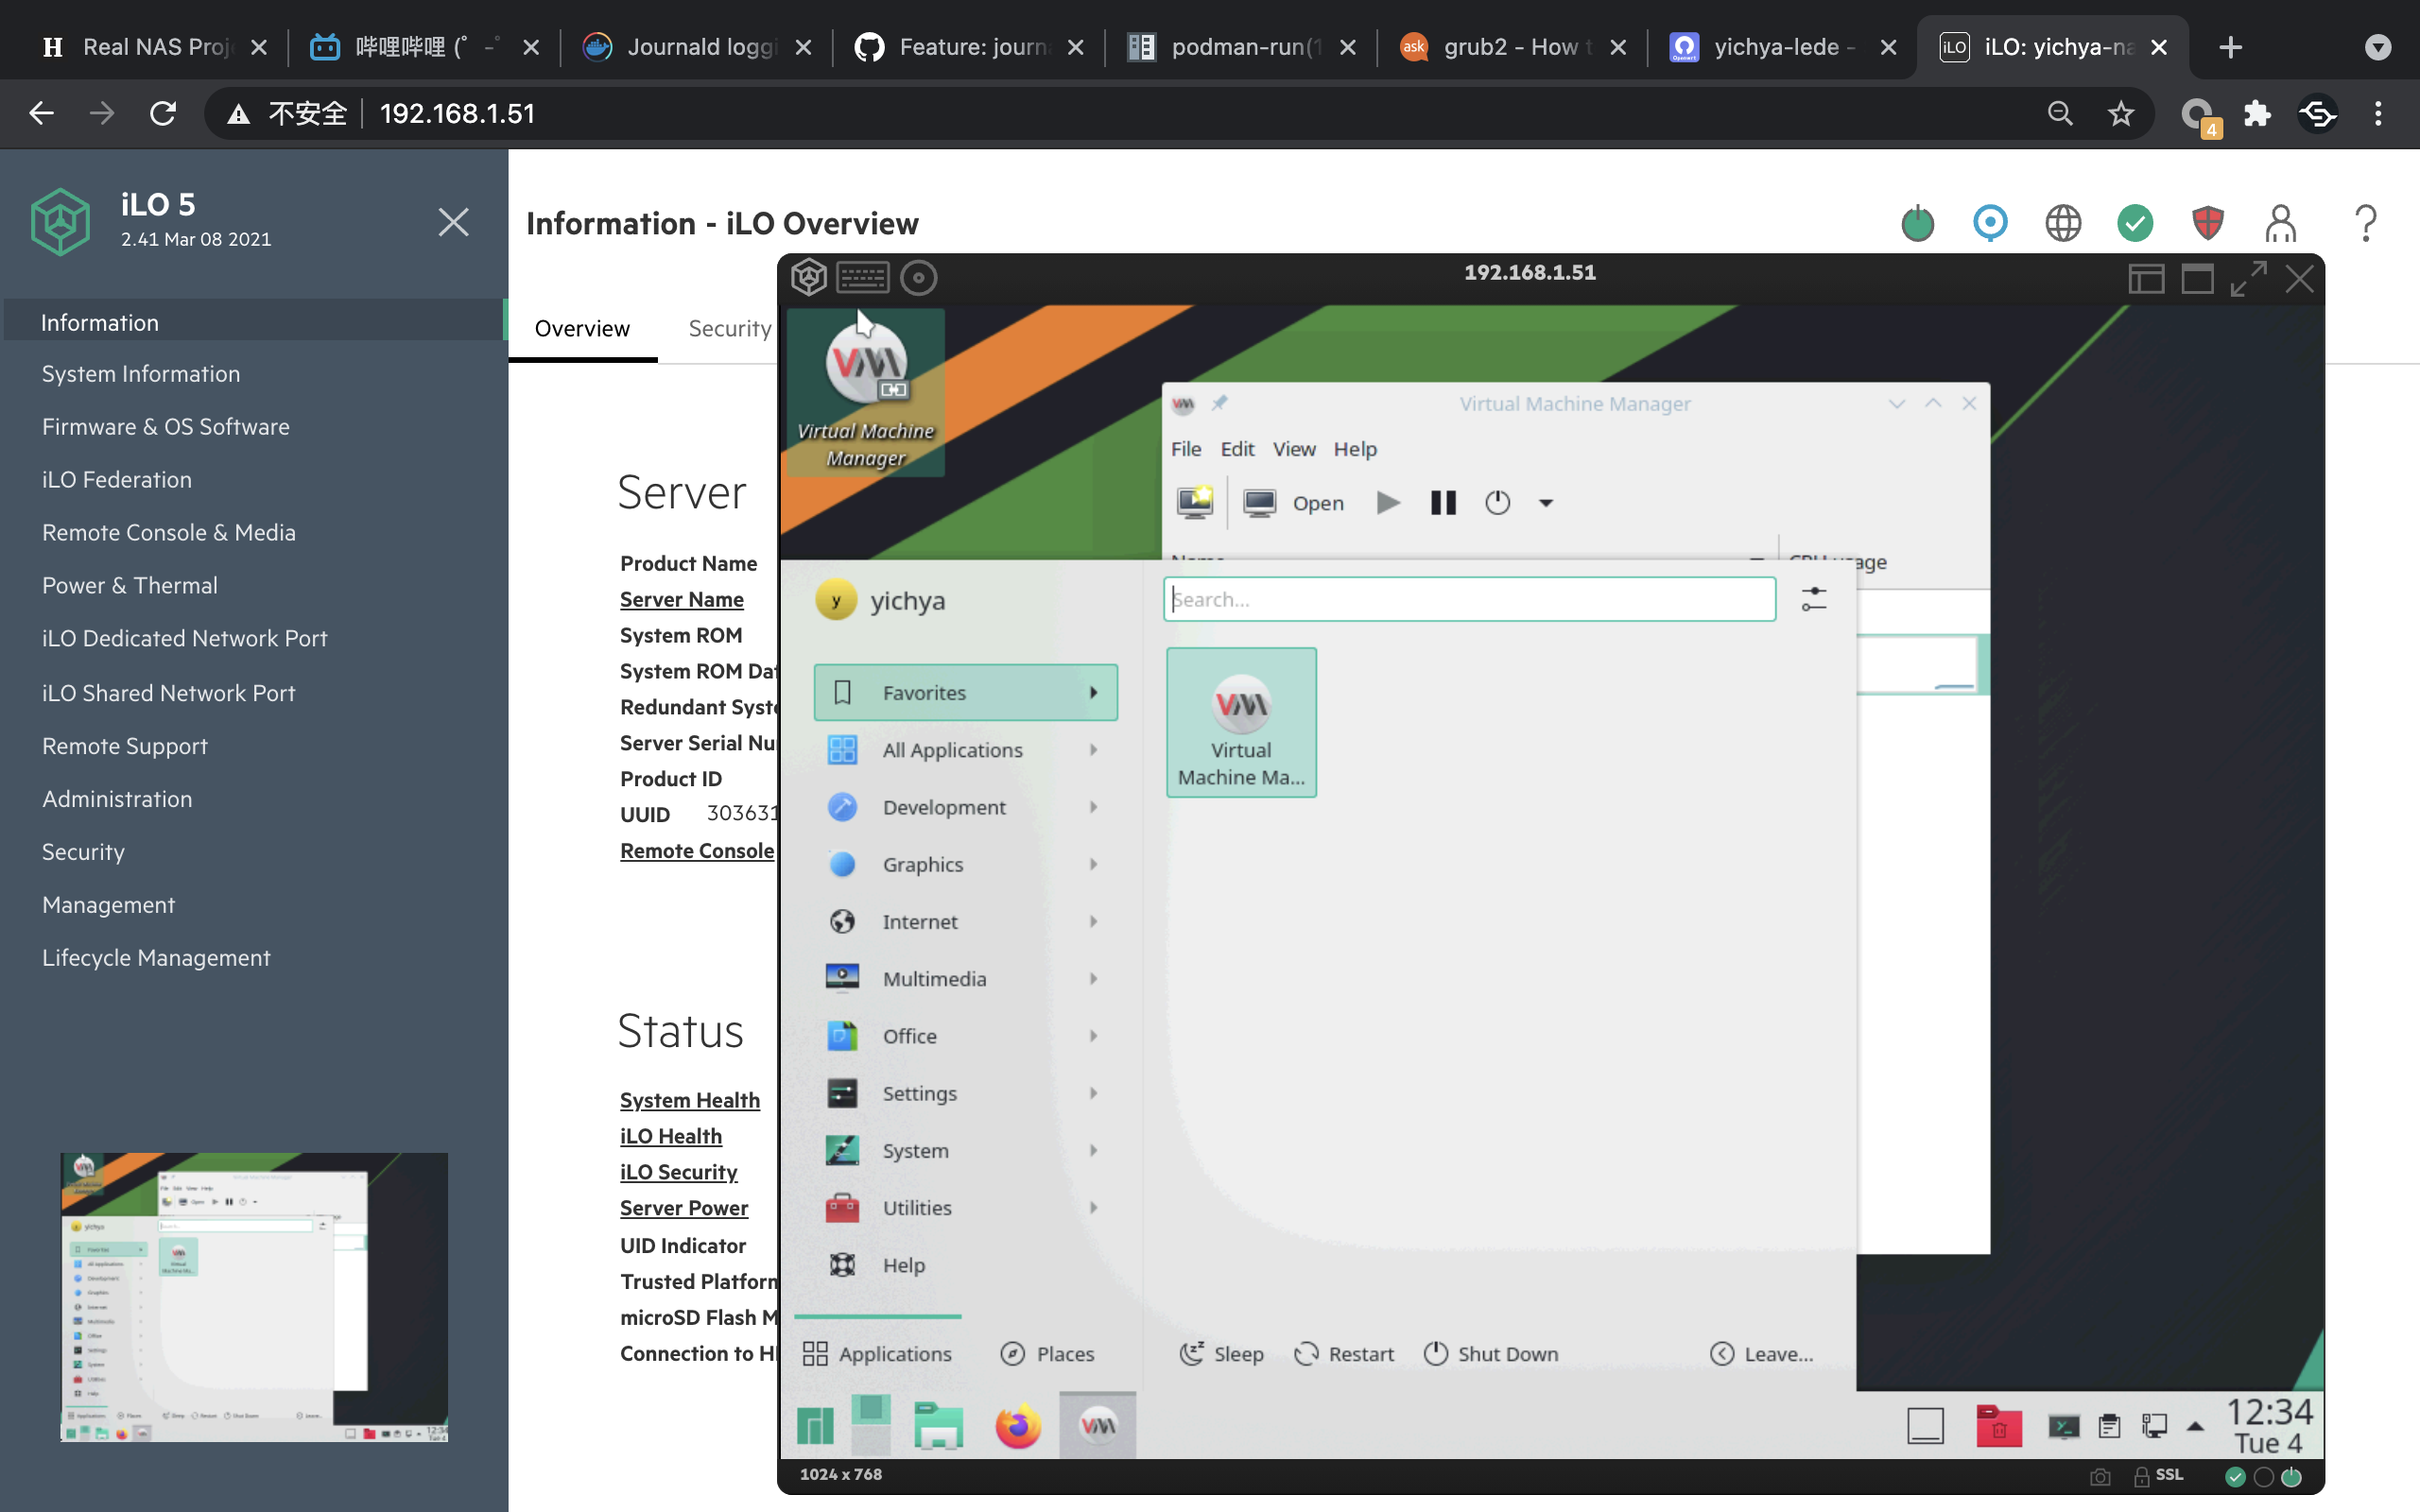 H Real NAS Proj
哔哩哔哩 (゜-゜
Journald loggi
Feature: journ
podman-run(1
ask grub2 - How t
yichya-lede -
iLO iLO: yichya-na
不安全 192.168.1.51
4
iLO 5
2.41 Mar 08 2021
Information
System Information
Firmware & OS Software
iLO Federation
Remote Console & Media
Power & Thermal
iLO Dedicated Network Port
iLO Shared Network Port
Remote Support
Administration
Security
Management
Lifecycle Management
Information - iLO Overview
Overview Security
Server
Product Name
Server Name
System ROM
System ROM Dat
Redundant Syste
Server Serial Nu
Product ID
UUID 303631
Remote Console
Status
System Health
iLO Health
iLO Security
Server Power
UID Indicator
Trusted Platform
microSD Flash M
Connection to H
192.168.1.51
Virtual Machine
Manager
Virtual Machine Manager
File Edit View Help
Open
Name CPU usage
y yichya
Search...
Favorites
All Applications
Development
Graphics
Internet
Multimedia
Office
Settings
System
Utilities
Help
Virtual
Machine Ma...
Applications Places Sleep Restart Shut Down Leave...
12:34
Tue 4
1024 x 768
SSL